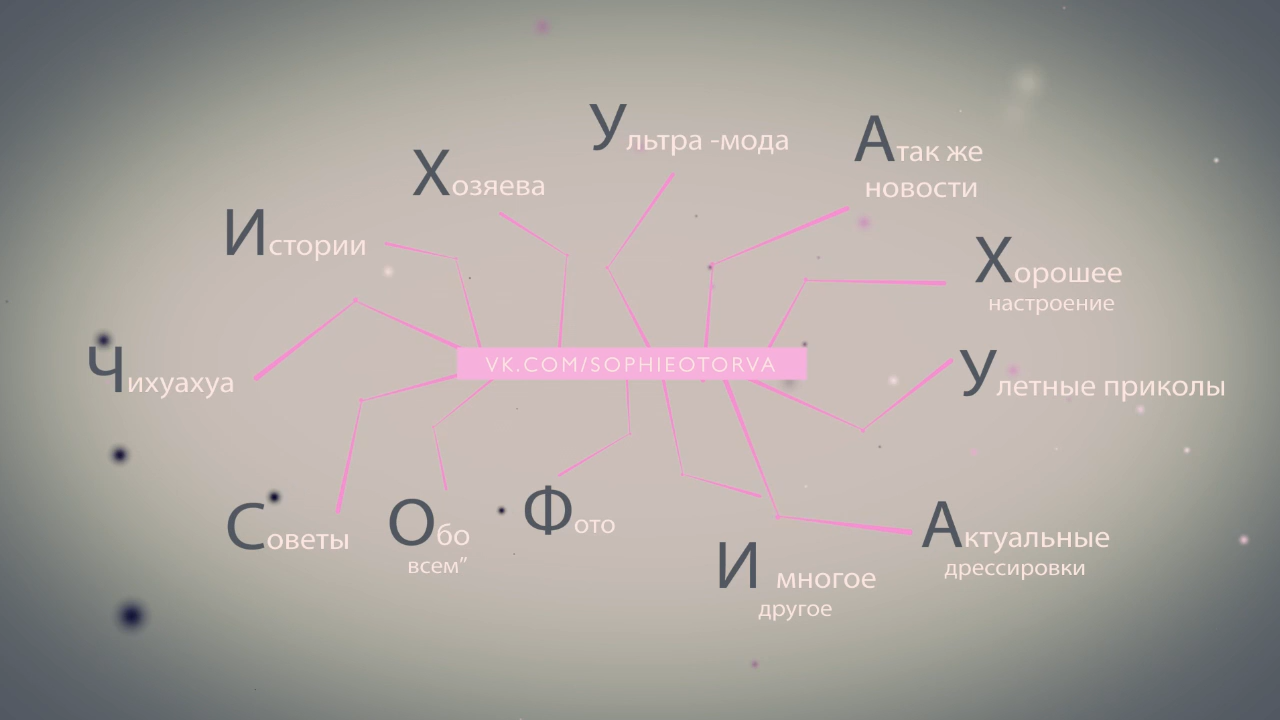 Чихуахуа
Истории
Хозяева
Ультра -мода
А так же
новости
Хорошее
настроение
Улетные приколы
VK.COM/SOPHIEOTORVA
Советы
Обо
всем”
Фото
И многое
другое
Актуальные
дрессировки